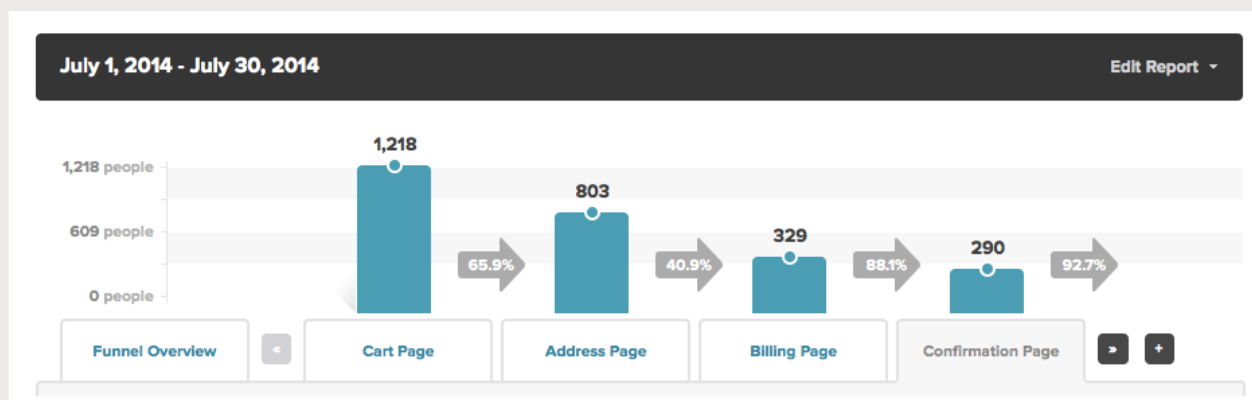 July 1, 2014 - July 30, 2014
Edit Report
1,218
1,218 people
803
609 people
329
290
65.9%
40.9%
88.1%
92.7%
0 people
Funnel Overview
«
Cart Page
Address Page
Billing Page
Confirmation Page
»
+